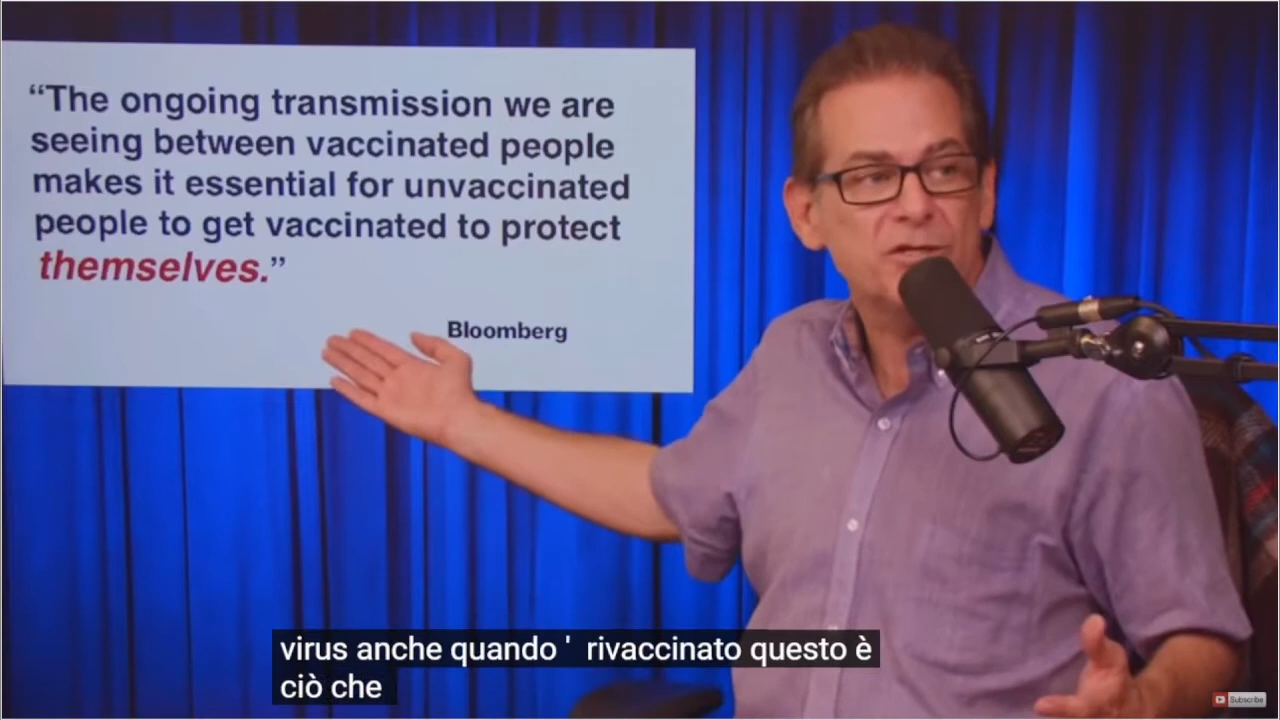 “The ongoing transmission we are
seeing between vaccinated people
makes it essential for unvaccinated
people to get vaccinated to protect
themselves.”
Bloomberg
virus anche quando ' rivaccinato questo è
ciò che
Subscribe